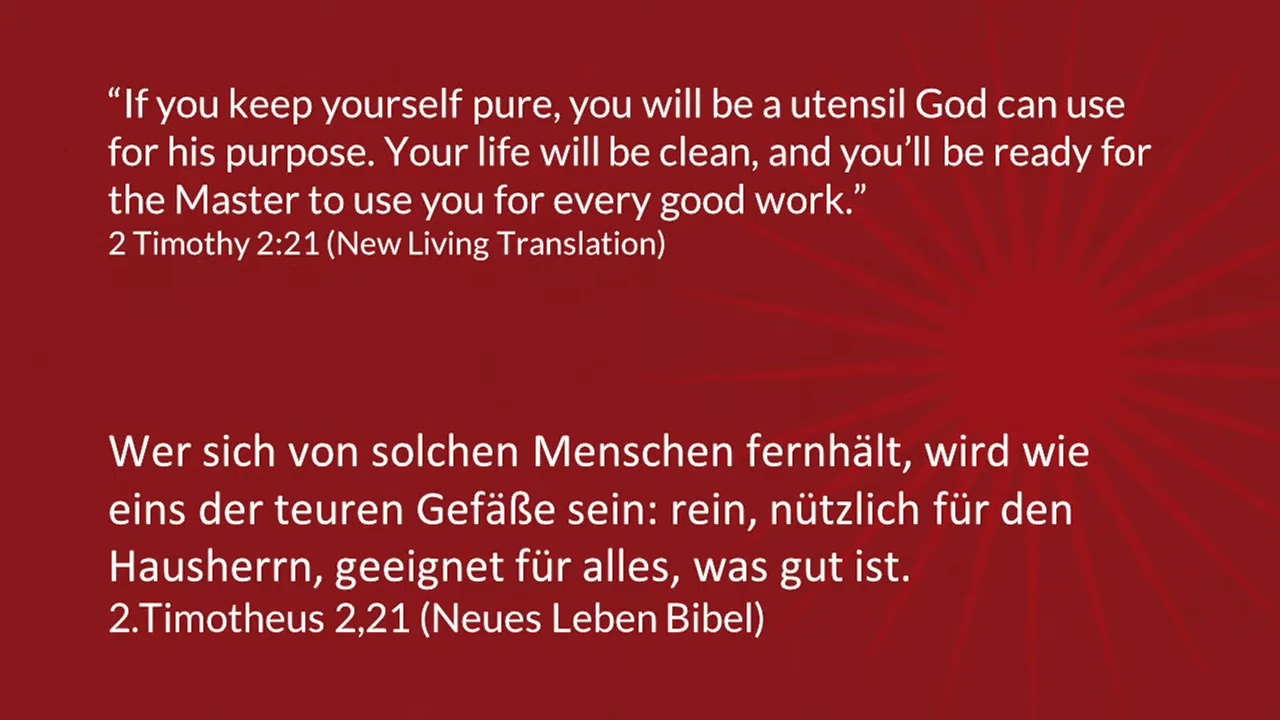 “If you keep yourself pure, you will be a utensil God can use
for his purpose. Your life will be clean, and you’ll be ready for
the Master to use you for every good work.”
2 Timothy 2:21 (New Living Translation)
Wer sich von solchen Menschen fernhält, wird wie
eins der teuren Gefäße sein: rein, nützlich für den
Hausherrn, geeignet für alles, was gut ist.
2.Timotheus 2,21 (Neues Leben Bibel)